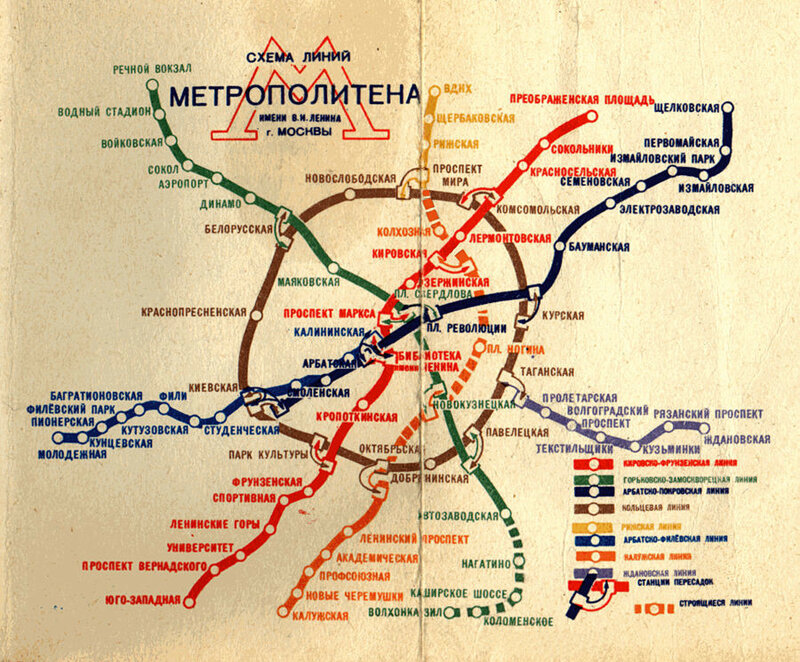 СХЕМА ЛИНИЙ
МЕТРОПОЛИТЕНА
ИМЕНИ В.И. ЛЕНИНА
г. МОСКВЫ
РЕЧНОЙ ВОКЗАЛ
ВОДНЫЙ СТАДИОН
ВОЙКОВСКАЯ
СОКОЛ
АЭРОПОРТ
ДИНАМО
БЕЛОРУССКАЯ
МАЯКОВСКАЯ
НОВОСЛОБОДСКАЯ
ВДНХ
ЩЕРБАКОВСКАЯ
РИЖСКАЯ
ПРОСПЕКТ
МИРА
КОЛХОЗНАЯ
ПРЕОБРАЖЕНСКАЯ ПЛОЩАДЬ
СОКОЛЬНИКИ
КРАСНОСЕЛЬСКАЯ
КОМСОМОЛЬСКАЯ
ЛЕРМОНТОВСКАЯ
КИРОВСКАЯ
ДЗЕРЖИНСКАЯ
ЩЕЛКОВСКАЯ
ПЕРВОМАЙСКАЯ
ИЗМАЙЛОВСКИЙ ПАРК
ИЗМАЙЛОВСКАЯ
СЕМЕНОВСКАЯ
ЭЛЕКТРОЗАВОДСКАЯ
БАУМАНСКАЯ
КУРСКАЯ
ПЛ. СВЕРДЛОВА
ПРОСПЕКТ МАРКСА
ПЛ. РЕВОЛЮЦИИ
КАЛИНИНСКАЯ
КРАСНОПРЕСНЕНСКАЯ
ПЛ. НОГИНА
АРБАТСКАЯ
БИБЛИОТЕКА
ИМЕНИ ЛЕНИНА
ТАГАНСКАЯ
КИЕВСКАЯ
СМОЛЕНСКАЯ
БАГРАТИОНОВСКАЯ
ФИЛИ
ФИЛЁВСКИЙ ПАРК
ПИОНЕРСКАЯ
КУТУЗОВСКАЯ
СТУДЕНЧЕСКАЯ
КУНЦЕВСКАЯ
МОЛОДЕЖНАЯ
КРОПОТКИНСКАЯ
НОВОКУЗНЕЦКАЯ
ПАВЕЛЕЦКАЯ
ПРОЛЕТАРСКАЯ
ВОЛГОГРАДСКИЙ
ПРОСПЕКТ
ТЕКСТИЛЬЩИКИ
КУЗЬМИНКИ
РЯЗАНСКИЙ ПРОСПЕКТ
ЖДАНОВСКАЯ
ПАРК КУЛЬТУРЫ
ОКТЯБРЬСК
ДОБРЫНИНСКАЯ
ФРУНЗЕНСКАЯ
СПОРТИВНАЯ
ЛЕНИНСКИЕ ГОРЫ
УНИВЕРСИТЕТ
ПРОСПЕКТ ВЕРНАДСКОГО
ЮГО-ЗАПАДНАЯ
ЛЕНИНСКИЙ ПРОСПЕКТ
АКАДЕМИЧЕСКАЯ
ПРОФСОЮЗНАЯ
НОВЫЕ ЧЕРЕМУШКИ
КАЛУЖСКАЯ
АВТОЗАВОДСКАЯ
НАГАТИНО
КАШИРСКОЕ ШОССЕ
ВОЛХОНКА ЗИЛ
КОЛОМЕНСКОЕ
КИРОВСКО-ФРУНЗЕНСКАЯ ЛИНИЯ
ГОРЬКОВСКО-ЗАМОСКВОРЕЦКАЯ ЛИНИЯ
АРБАТСКО-ПОКРОВСКАЯ ЛИНИЯ
КОЛЬЦЕВАЯ ЛИНИЯ
РИЖСКАЯ ЛИНИЯ
АРБАТСКО-ФИЛЁВСКАЯ ЛИНИЯ
КАЛУЖСКАЯ ЛИНИЯ
ЖДАНОВСКАЯ ЛИНИЯ
СТАНЦИИ ПЕРЕСАДОК
СТРОЯЩИЕСЯ ЛИНИИ